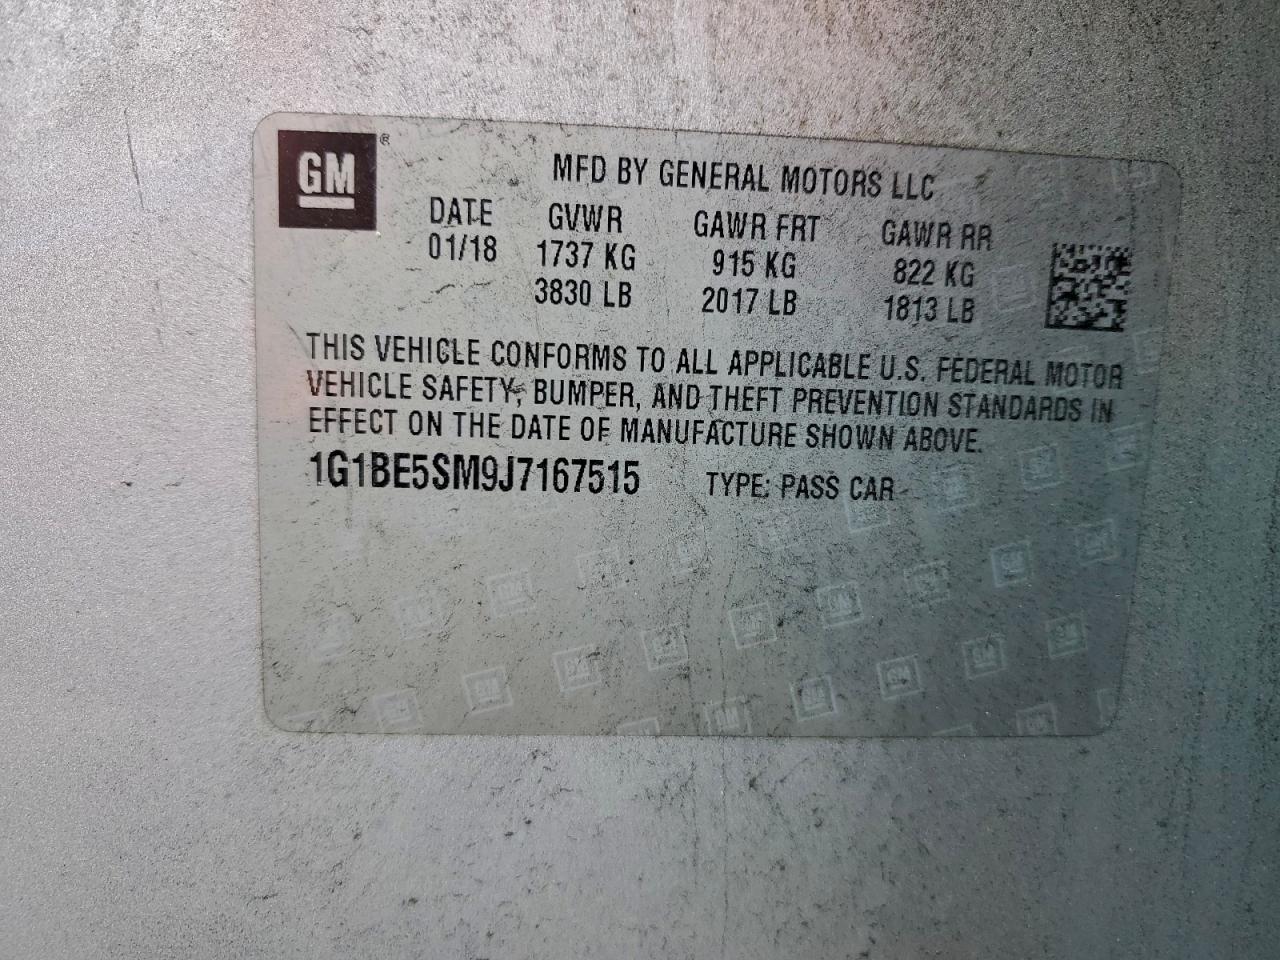 GM ®
MFD BY GENERAL MOTORS LLC
DATE GVWR GAWR FRT GAWR RR
01/18 1737 KG 915 KG 822 KG
3830 LB 2017 LB 1813 LB
THIS VEHICLE CONFORMS TO ALL APPLICABLE U.S. FEDERAL MOTOR
VEHICLE SAFETY, BUMPER, AND THEFT PREVENTION STANDARDS IN
EFFECT ON THE DATE OF MANUFACTURE SHOWN ABOVE.
1G1BE5SM9J7167515 TYPE: PASS CAR